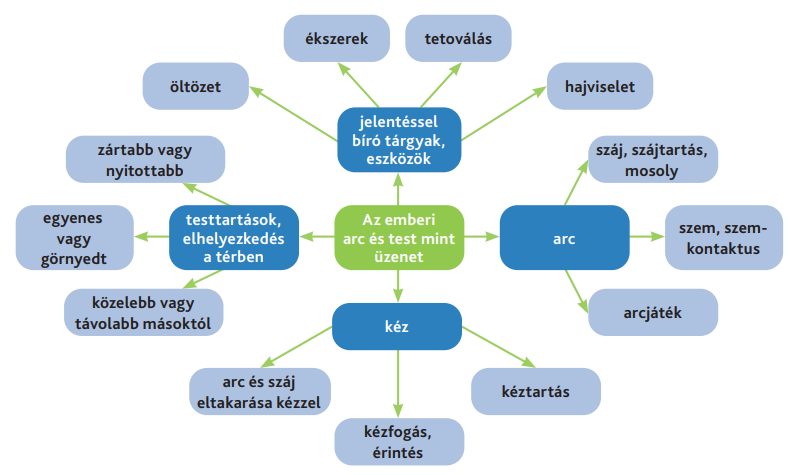 ékszerek
tetoválás
öltözet
hajviselet
jelentéssel
bíró tárgyak,
eszközök
zártabb vagy
nyitottabb
száj, szájtartás,
mosoly
egyenes
vagy
görnyedt
testtartások,
elhelyezkedés
a térben
Az emberi
arc és test mint
üzenet
arc
szem, szem-
kontaktus
közelebb vagy
távolabb másoktól
kéz
arcjáték
arc és száj
eltakarása kézzel
kézfogás,
érintés
kéztartás